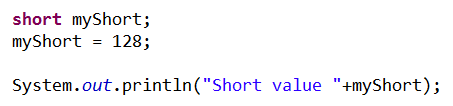 short myShort;
myShort = 128;
System.out.println("Short value "+myShort);